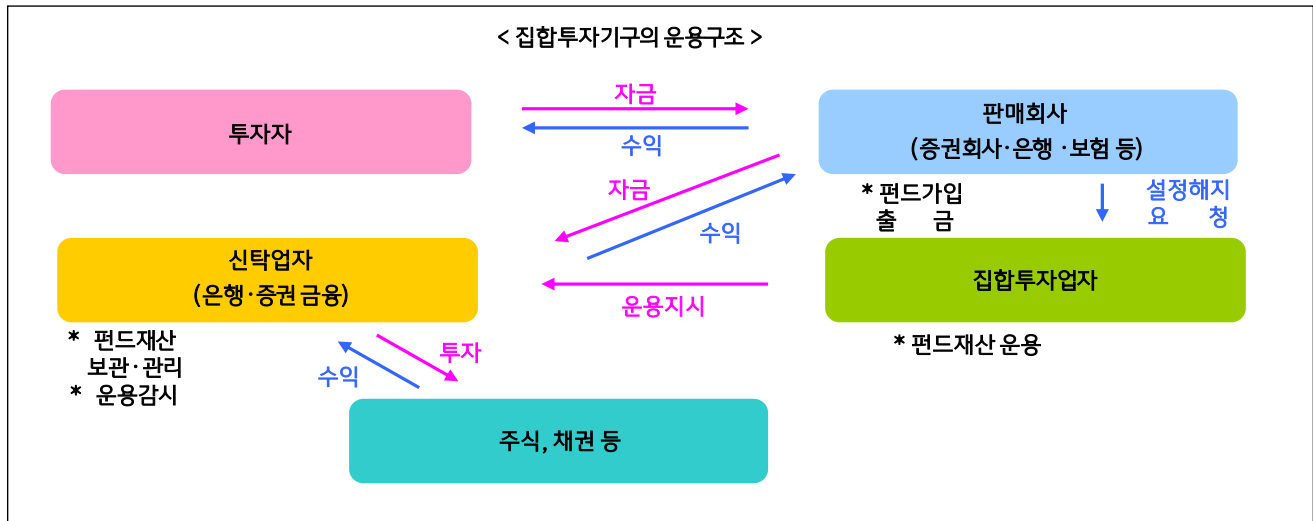 < 집합투자기구의 운용구조 >
자금
투자자
수익
판매회사
(증권회사·은행 ·보험 등)
자금
수익
* 펀드가입
출 금
설정해지
요 청
신탁업자
(은행·증권 금융)
운용지시
집합투자업자
* 펀드재산
보관·관리
* 운용감시
수익
투자
* 펀드재산 운용
주식, 채권 등